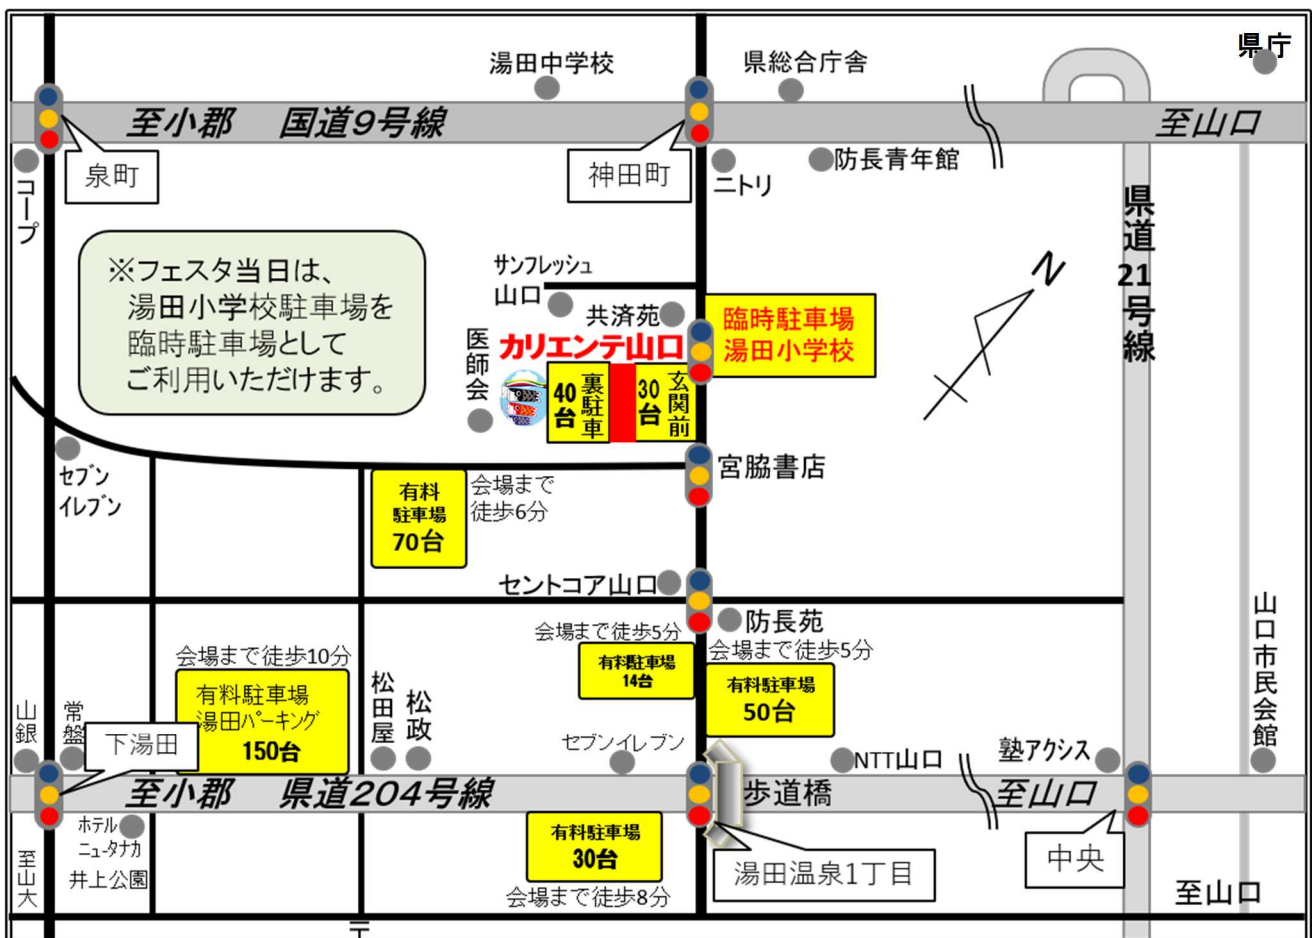 県庁
湯田中学校
県総合庁舎
至小郡　国道9号線
至山口
泉町
神田町
コープ
ニトリ
防長青年館
県道21号線
N
※フェスタ当日は、
湯田小学校駐車場を
臨時駐車場として
ご利用いただけます。
サンフレッシュ
山口
共済苑
医師会
カリエンテ山口
臨時駐車場
湯田小学校
40台
裏駐車
30台
玄関前
セブン
イレブン
宮脇書店
有料
駐車場
70台
会場まで
徒歩6分
セントコア山口
防長苑
会場まで徒歩5分
有料駐車場
14台
会場まで徒歩5分
有料駐車場
50台
会場まで徒歩10分
有料駐車場
湯田パーキング
150台
山銀
常盤
下湯田
松田屋
松政
セブンイレブン
NTT山口
塾アクシス
山口市民会館
至小郡　県道204号線
歩道橋
至山口
ホテル
ニュータナカ
井上公園
至山大
有料駐車場
30台
会場まで徒歩8分
湯田温泉1丁目
中央
至山口
〒